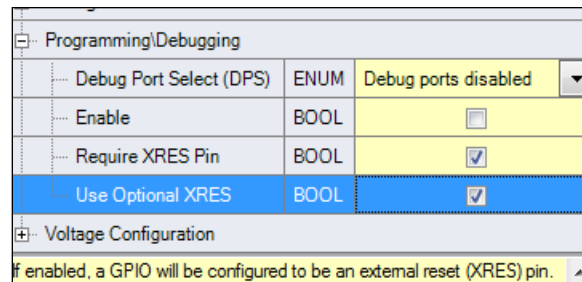 Programming\Debugging
Debug Port Select (DPS) ENUM Debug ports disabled
Enable BOOL
Require XRES Pin BOOL
Use Optional XRES BOOL
Voltage Configuration
If enabled, a GPIO will be configured to be an external reset (XRES) pin.